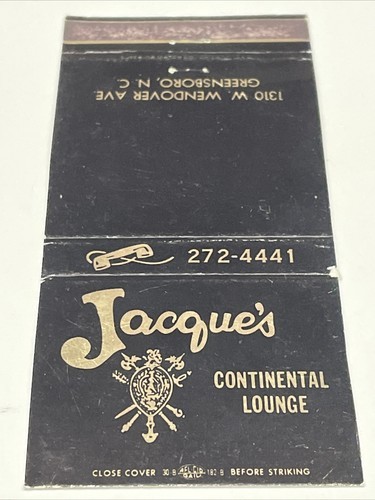 1310 W. WENDOVER AVE.
GREENSBORO, N. C.
272-4441
Jacque's
CONTINENTAL
LOUNGE
CLOSE COVER BEFORE STRIKING